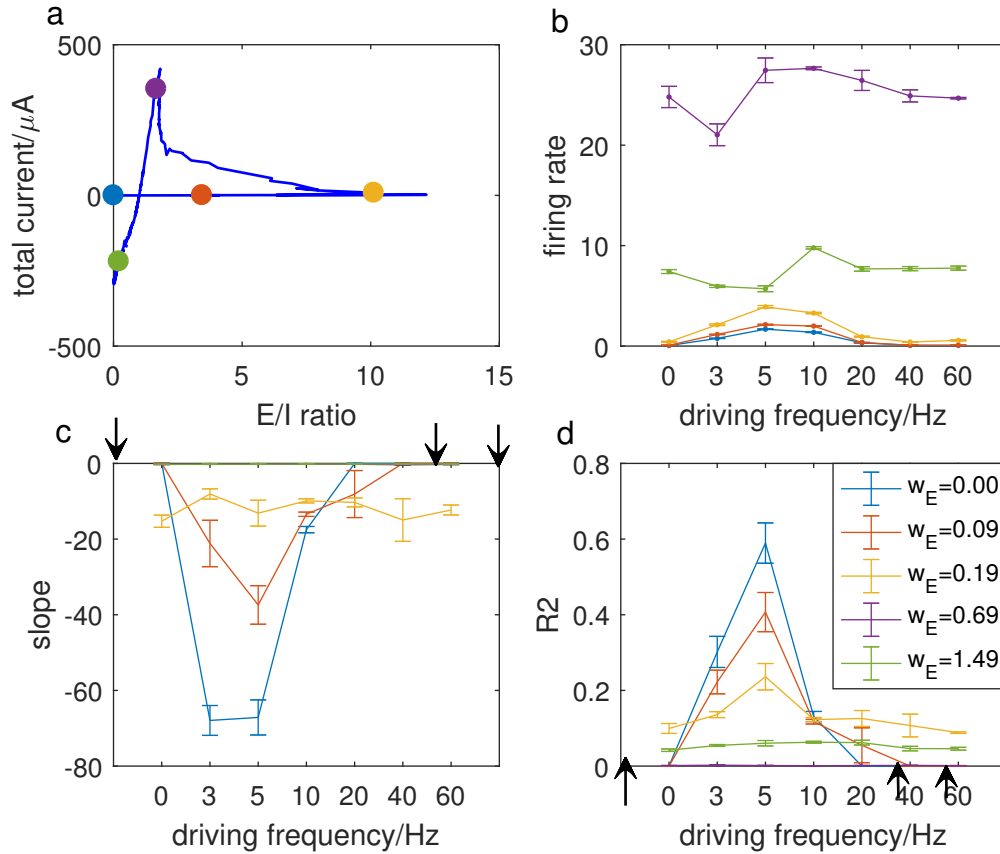 a
500
0
-500
total current/μA
0
5
10
15
E/I ratio
b
30
20
10
0
firing rate
0 3 5 10 20 40 60
driving frequency/Hz
c
0
-20
-40
-60
-80
slope
0 3 5 10 20 40 60
driving frequency/Hz
d
0.8
0.6
0.4
0.2
0
R2
0 3 5 10 20 40 60
driving frequency/Hz
w_E=0.00
w_E=0.09
w_E=0.19
w_E=0.69
w_E=1.49